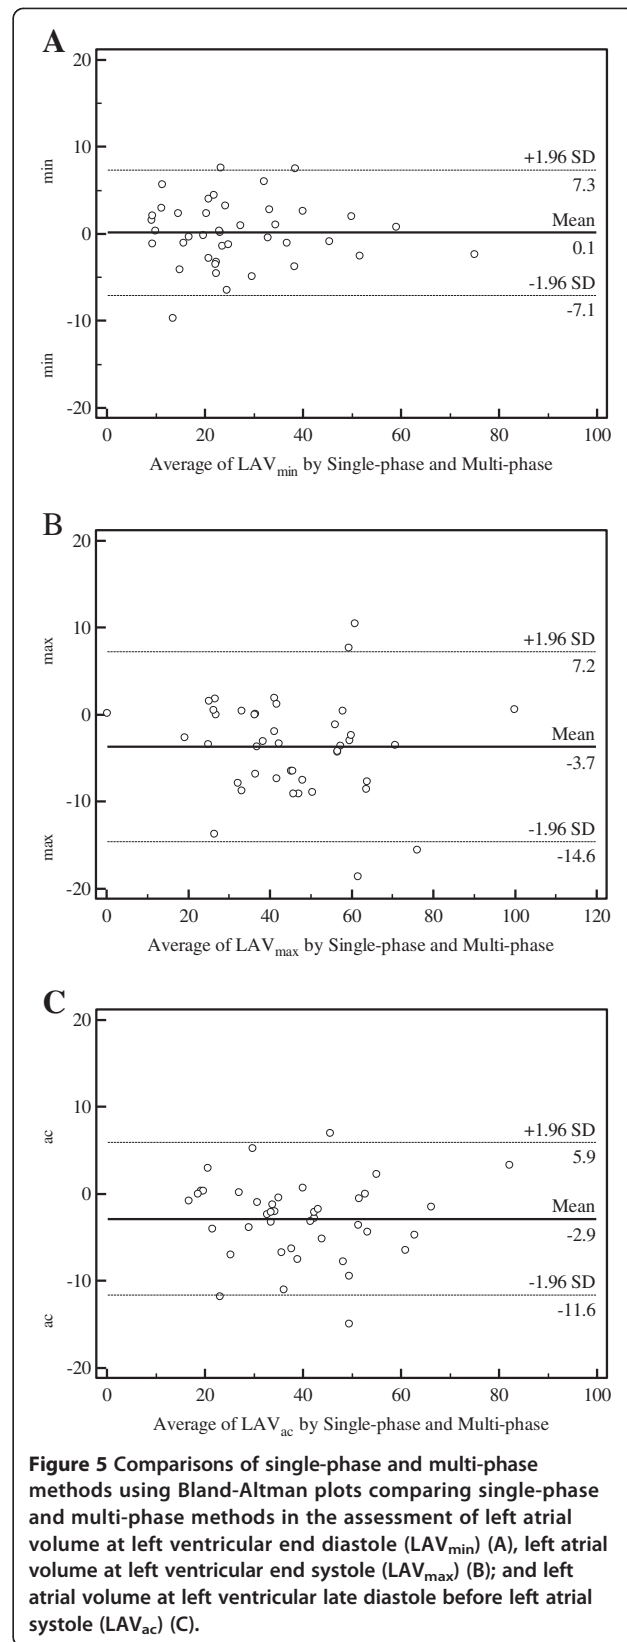 A
20
10
0
-10
-20
min
min
+1.96 SD
7.3
Mean
0.1
-1.96 SD
-7.1
0 20 40 60 80 100
Average of LAVmin by Single-phase and Multi-phase
B
20
10
0
-10
-20
max
max
+1.96 SD
7.2
Mean
-3.7
-1.96 SD
-14.6
0 20 40 60 80 100 120
Average of LAVmax by Single-phase and Multi-phase
C
20
10
0
-10
-20
ac
ac
+1.96 SD
5.9
Mean
-2.9
-1.96 SD
-11.6
0 20 40 60 80 100
Average of LAVac by Single-phase and Multi-phase
Figure 5 Comparisons of single-phase and multi-phase
methods using Bland-Altman plots comparing single-phase
and multi-phase methods in the assessment of left atrial
volume at left ventricular end diastole (LAVmin) (A), left atrial
volume at left ventricular end systole (LAVmax) (B); and left
atrial volume at left ventricular late diastole before left atrial
systole (LAVac) (C).